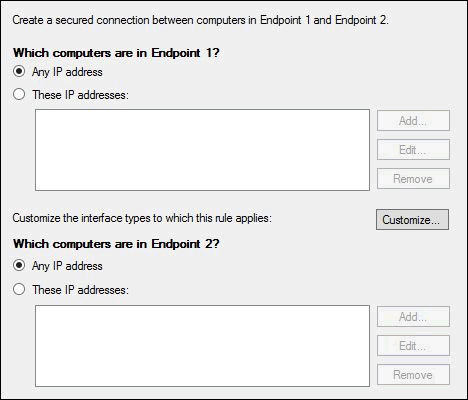 Create a secured connection between computers in Endpoint 1 and Endpoint 2.
Which computers are in Endpoint 1?
Any IP address
These IP addresses:
Add...
Edit...
Remove
Customize the interface types to which this rule applies:
Customize...
Which computers are in Endpoint 2?
Any IP address
These IP addresses:
Add...
Edit...
Remove